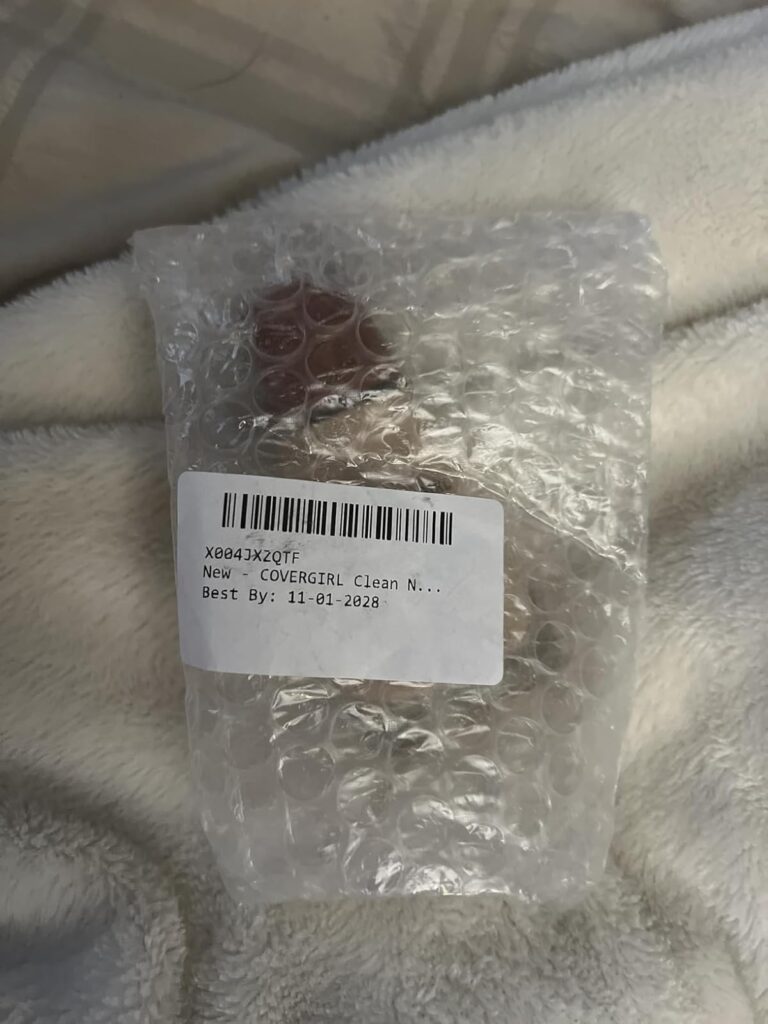 X004JXZQTF
New - COVERGIRL Clean N...
Best By: 11-01-2028